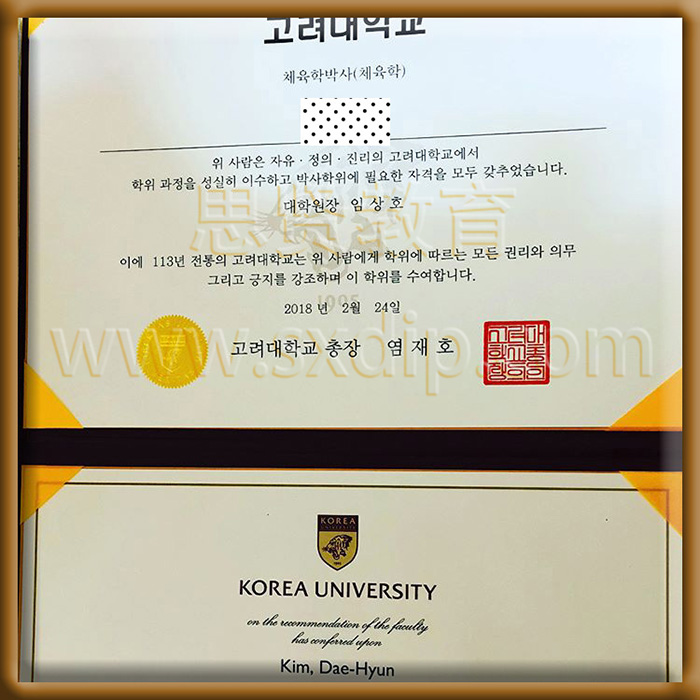 고려대학교
체육학박사(체육학)
위 사람은 자유·정의·진리의 고려대학교에서
학위 과정을 성실히 이수하고 박사학위에 필요한 자격을 모두 갖추었습니다.
대학원장 임상호
思學教育
이에 113년 전통의 고려대학교는 위 사람에게 학위에 따르는 모든 권리와 의무
그리고 긍지를 강조하며 이 학위를 수여합니다.
1995
2018년 2월 24일
www.sxdip.com
고려대학교 총장 염재호
KOREA
UNIVERSITY
KOREA UNIVERSITY
on the recommendation of the faculty
has conferred upon
Kim, Dae-Hyun